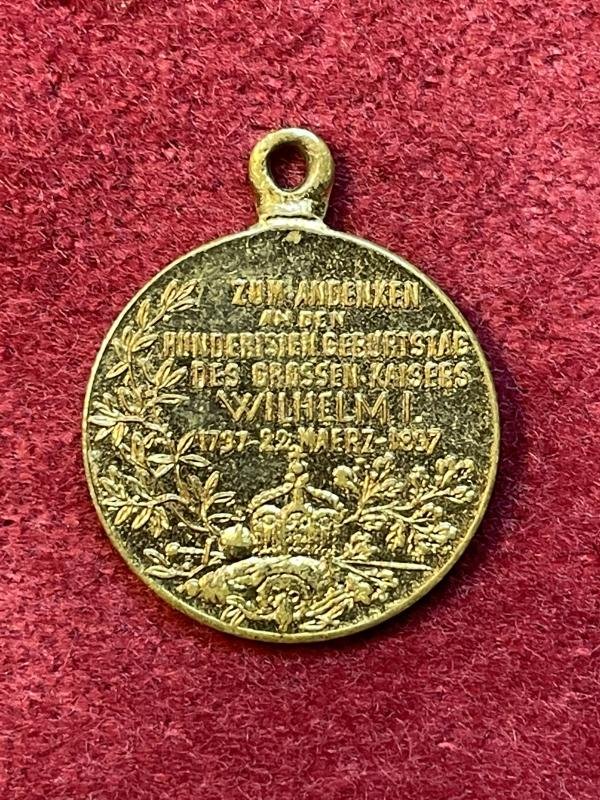 ZUM ANDENKEN
AN DEN
HUNDERTSTEN GEBURTSTAG
DES GROSSEN KAISERS
WILHELM I
1797-22 MAERZ-1897